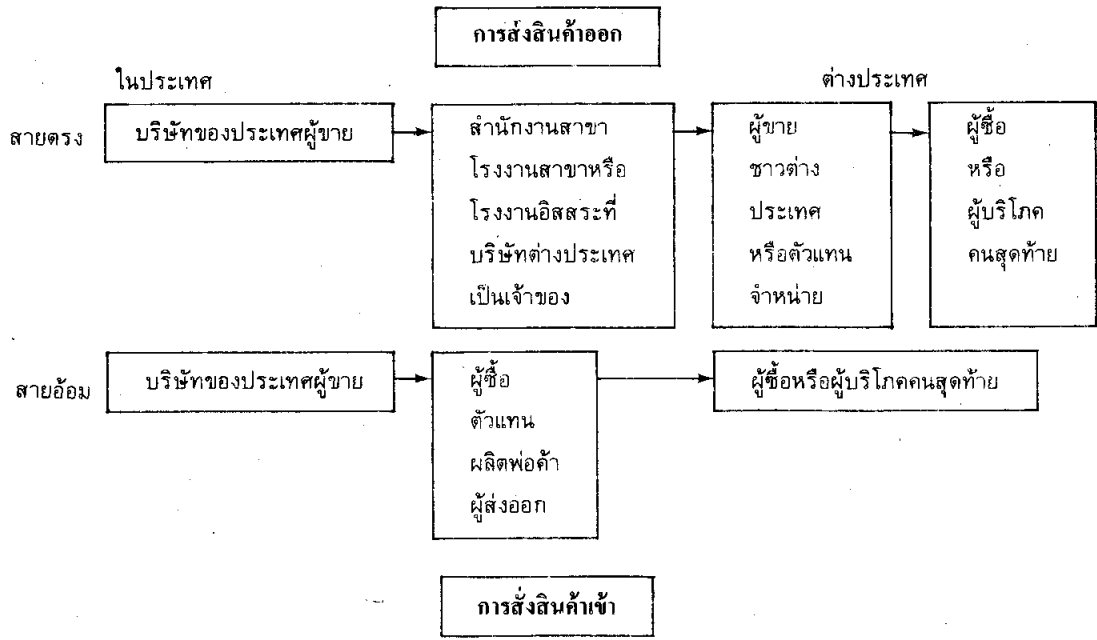 การส่งสินค้าออก
ในประเทศ
ต่างประเทศ
สายตรง
บริษัทของประเทศผู้ขาย
สำนักงานสาขา
โรงงานสาขาหรือ
โรงงานอิสสระที่
บริษัทต่างประเทศ
เป็นเจ้าของ
ผู้ขาย
ชาวต่าง
ประเทศ
หรือตัวแทน
จำหน่าย
ผู้ซื้อ
หรือ
ผู้บริโภค
คนสุดท้าย
สายอ้อม
บริษัทของประเทศผู้ขาย
ผู้ซื้อ
ตัวแทน
ผลิตพ่อค้า
ผู้ส่งออก
ผู้ซื้อหรือผู้บริโภคคนสุดท้าย
การสั่งสินค้าเข้า